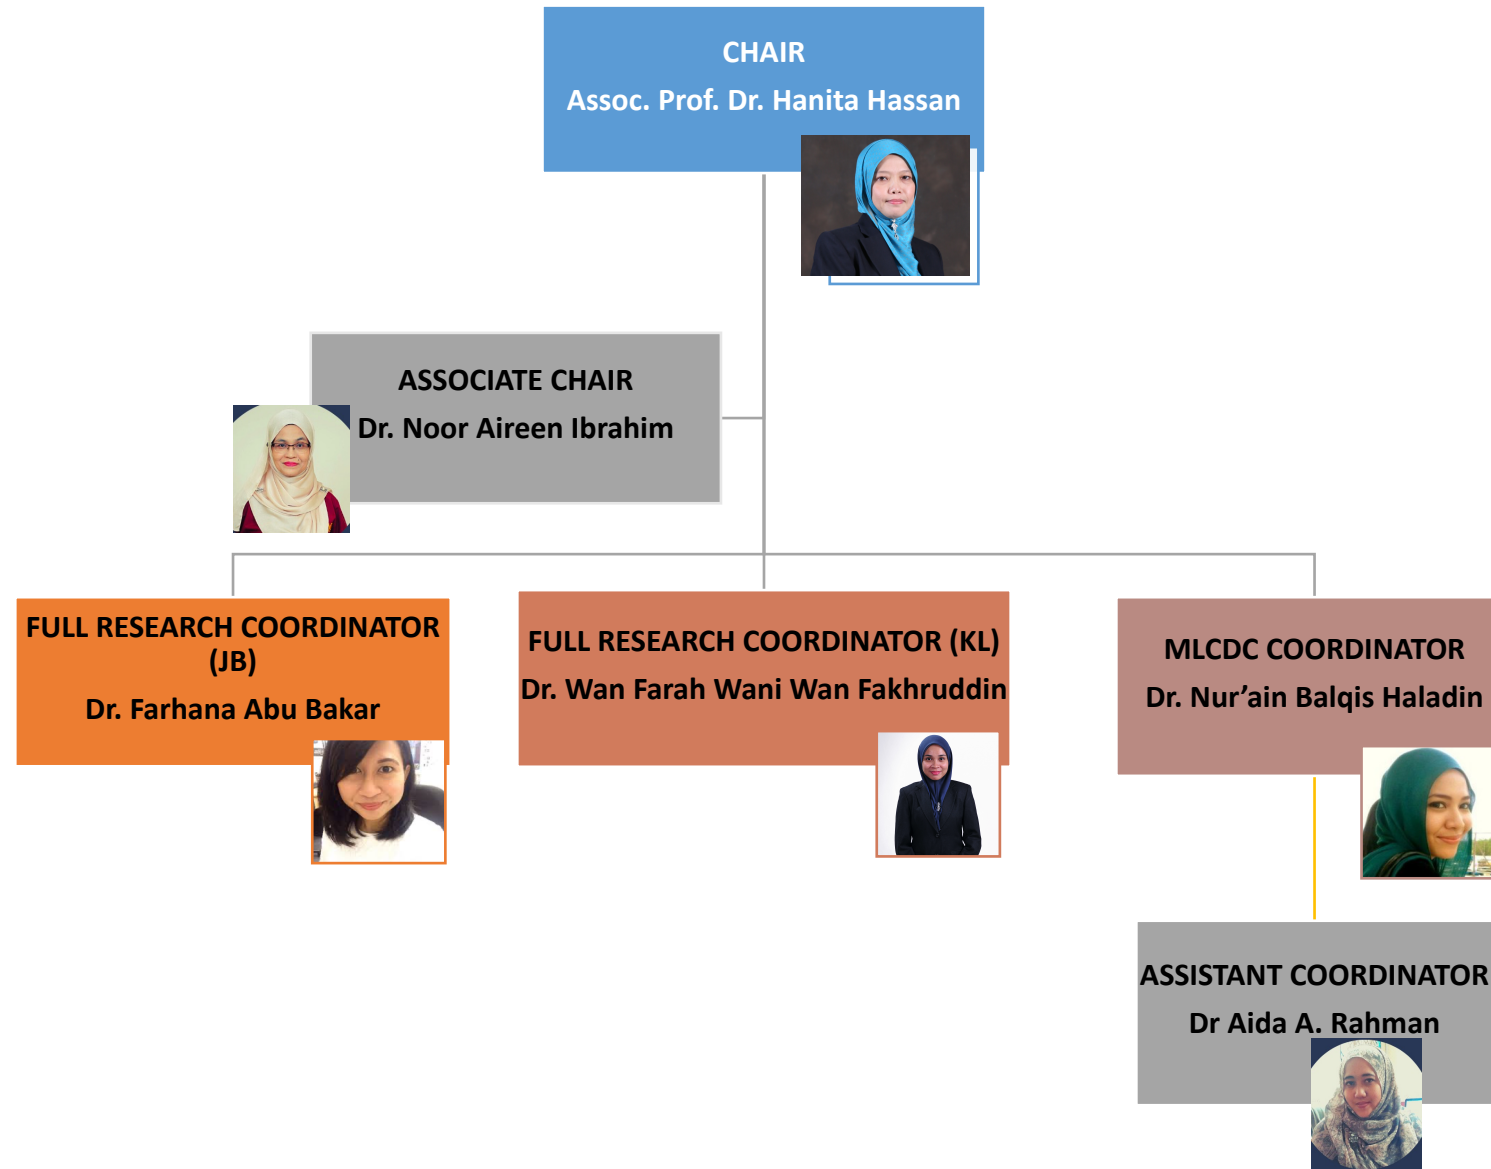 CHAIR
Assoc. Prof. Dr. Hanita Hassan
ASSOCIATE CHAIR
Dr. Noor Aireen Ibrahim
FULL RESEARCH COORDINATOR
(JB)
Dr. Farhana Abu Bakar
FULL RESEARCH COORDINATOR (KL)
Dr. Wan Farah Wani Wan Fakhruddin
MLCDC COORDINATOR
Dr. Nur’ain Balqis Haladin
ASSISTANT COORDINATOR
Dr Aida A. Rahman